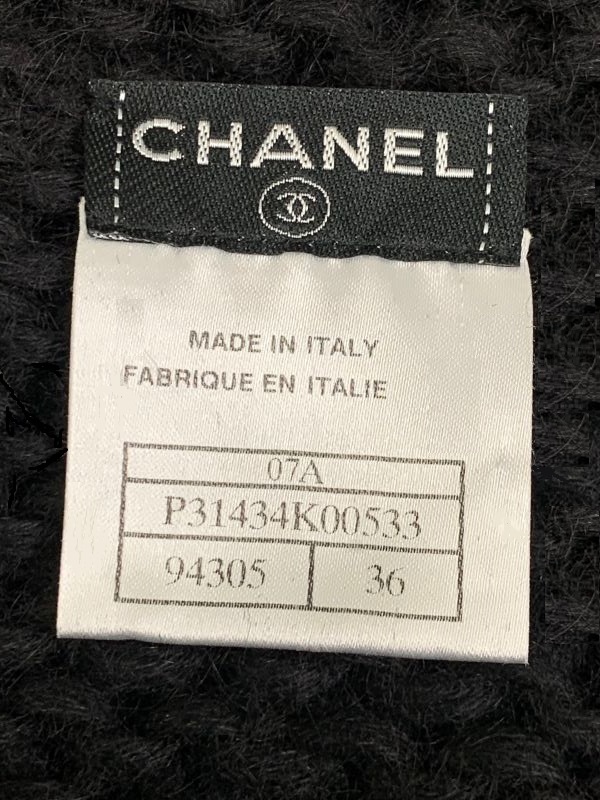 CHANEL
MADE IN ITALY
FABRIQUE EN ITALIE
07A
P31434K00533
94305 36